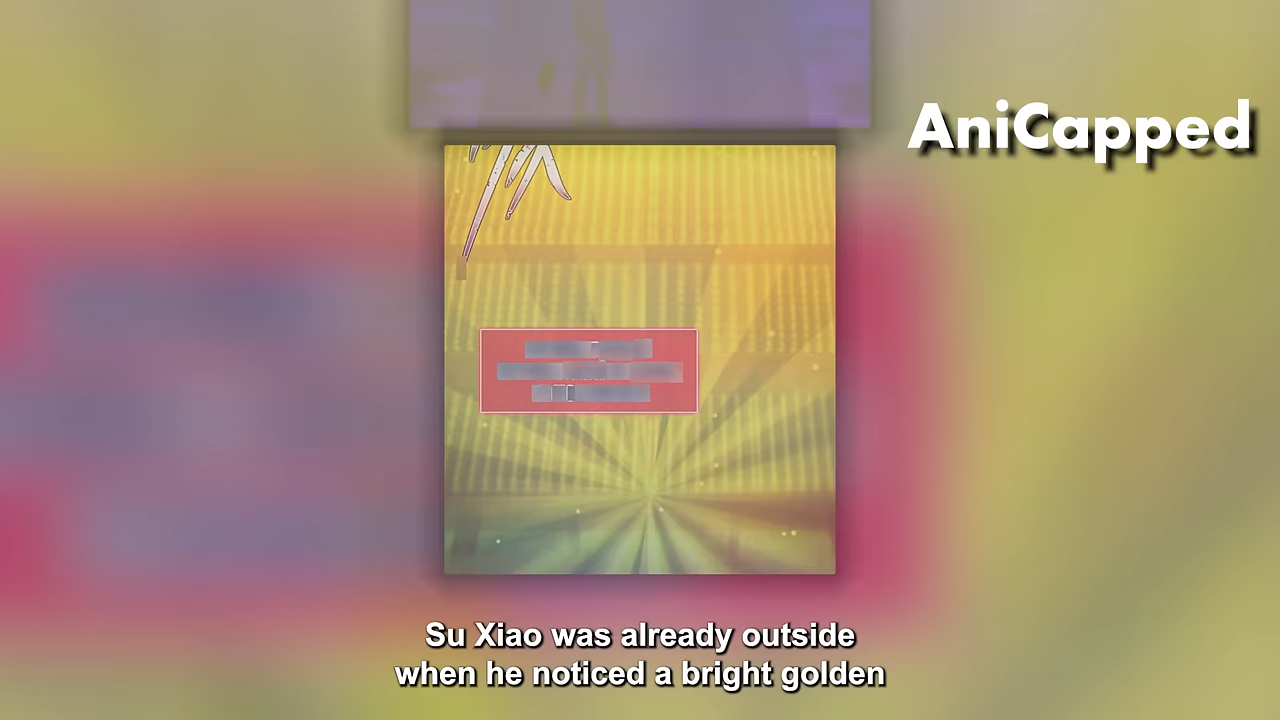 AniCapped
Su Xiao was already outside
when he noticed a bright golden